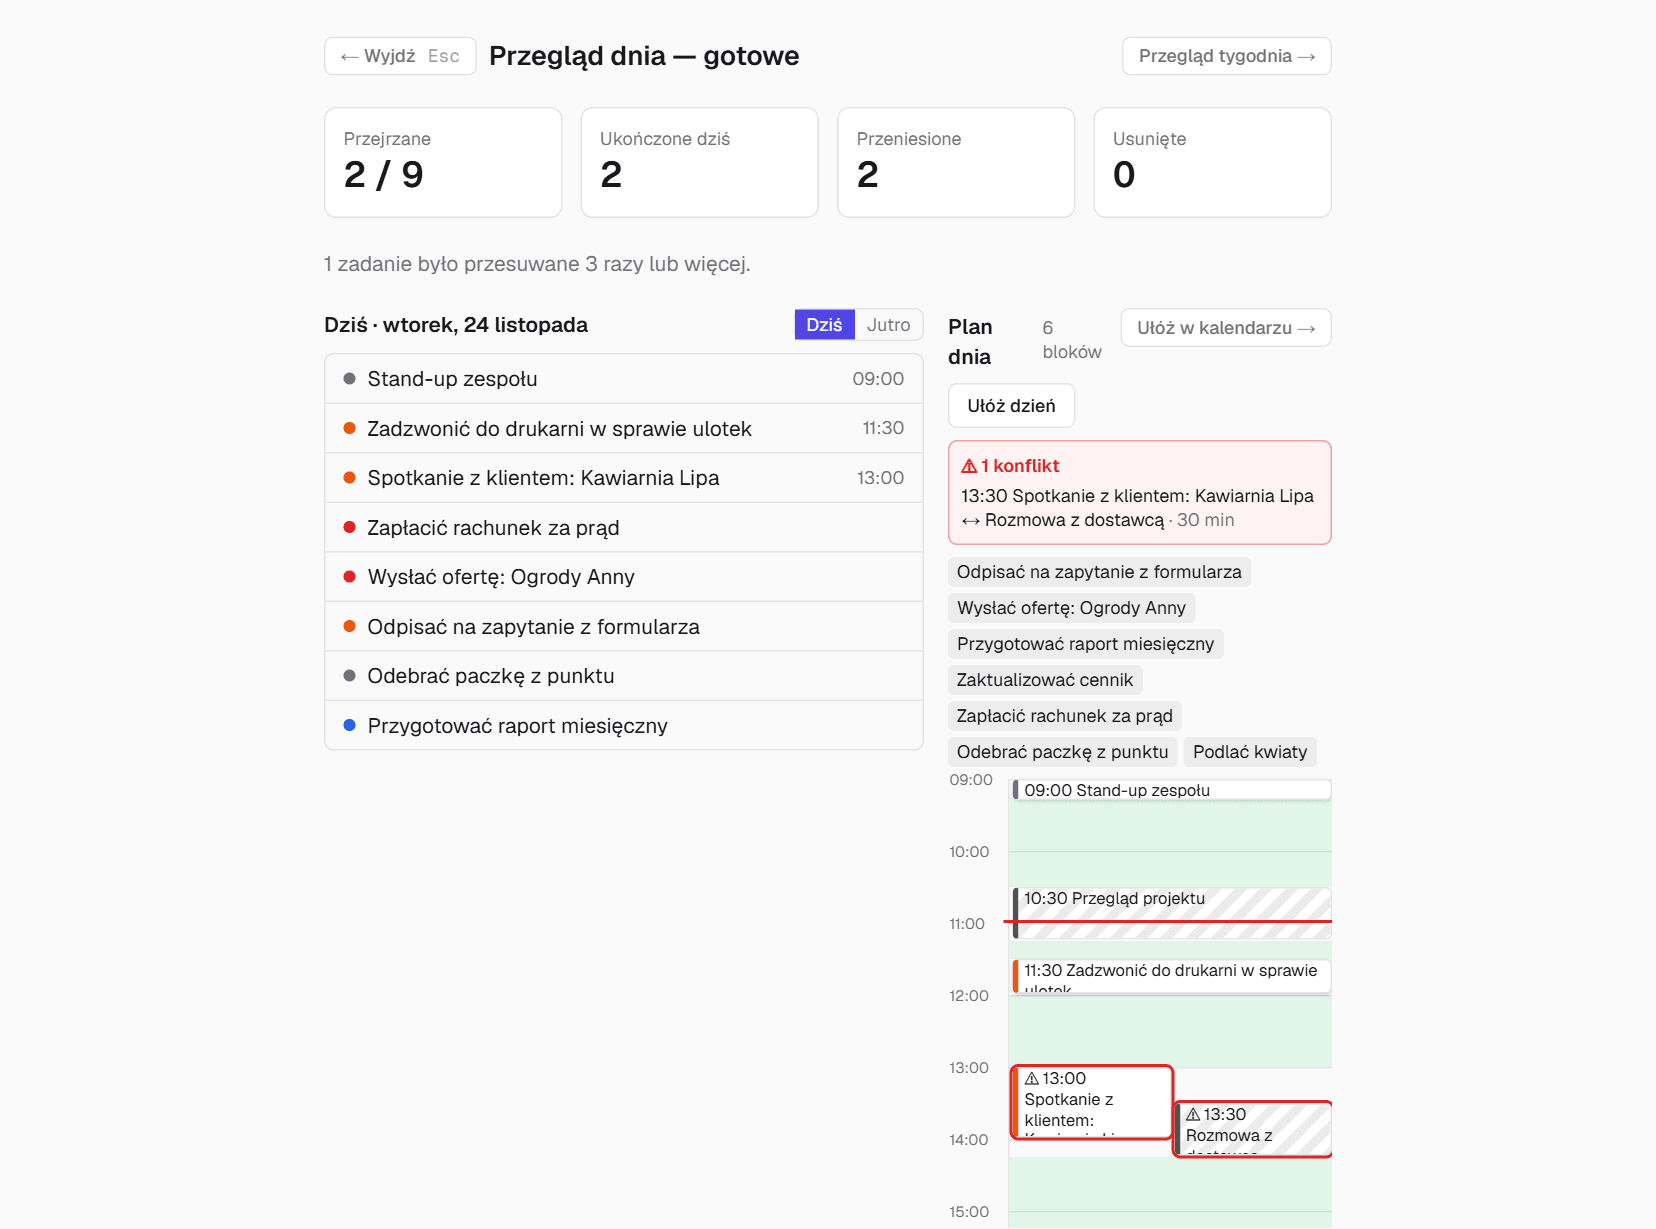 ← Wyjdź Esc
Przegląd dnia — gotowe
Przegląd tygodnia →
Przejrzane
2 / 9
Ukończone dziś
2
Przeniesione
2
Usunięte
0
1 zadanie było przesuwane 3 razy lub więcej.
Dziś · wtorek, 24 listopada
Dziś
Jutro
Stand-up zespołu 09:00
Zadzwonić do drukarni w sprawie ulotek 11:30
Spotkanie z klientem: Kawiarnia Lipa 13:00
Zapłacić rachunek za prąd
Wysłać ofertę: Ogrody Anny
Odpisać na zapytanie z formularza
Odebrać paczkę z punktu
Przygotować raport miesięczny
Plan
dnia
6
bloków
Ułóż w kalendarzu →
Ułóż dzień
⚠ 1 konflikt
13:30 Spotkanie z klientem: Kawiarnia Lipa
↔ Rozmowa z dostawcą · 30 min
Odpisać na zapytanie z formularza
Wysłać ofertę: Ogrody Anny
Przygotować raport miesięczny
Zaktualizować cennik
Zapłacić rachunek za prąd
Odebrać paczkę z punktu
Podlać kwiaty
09:00
09:00 Stand-up zespołu
10:00
10:30 Przegląd projektu
11:00
11:30 Zadzwonić do drukarni w sprawie
ulotek
12:00
13:00
⚠ 13:00
Spotkanie z
klientem:
⚠ 13:30
Rozmowa z
14:00
15:00